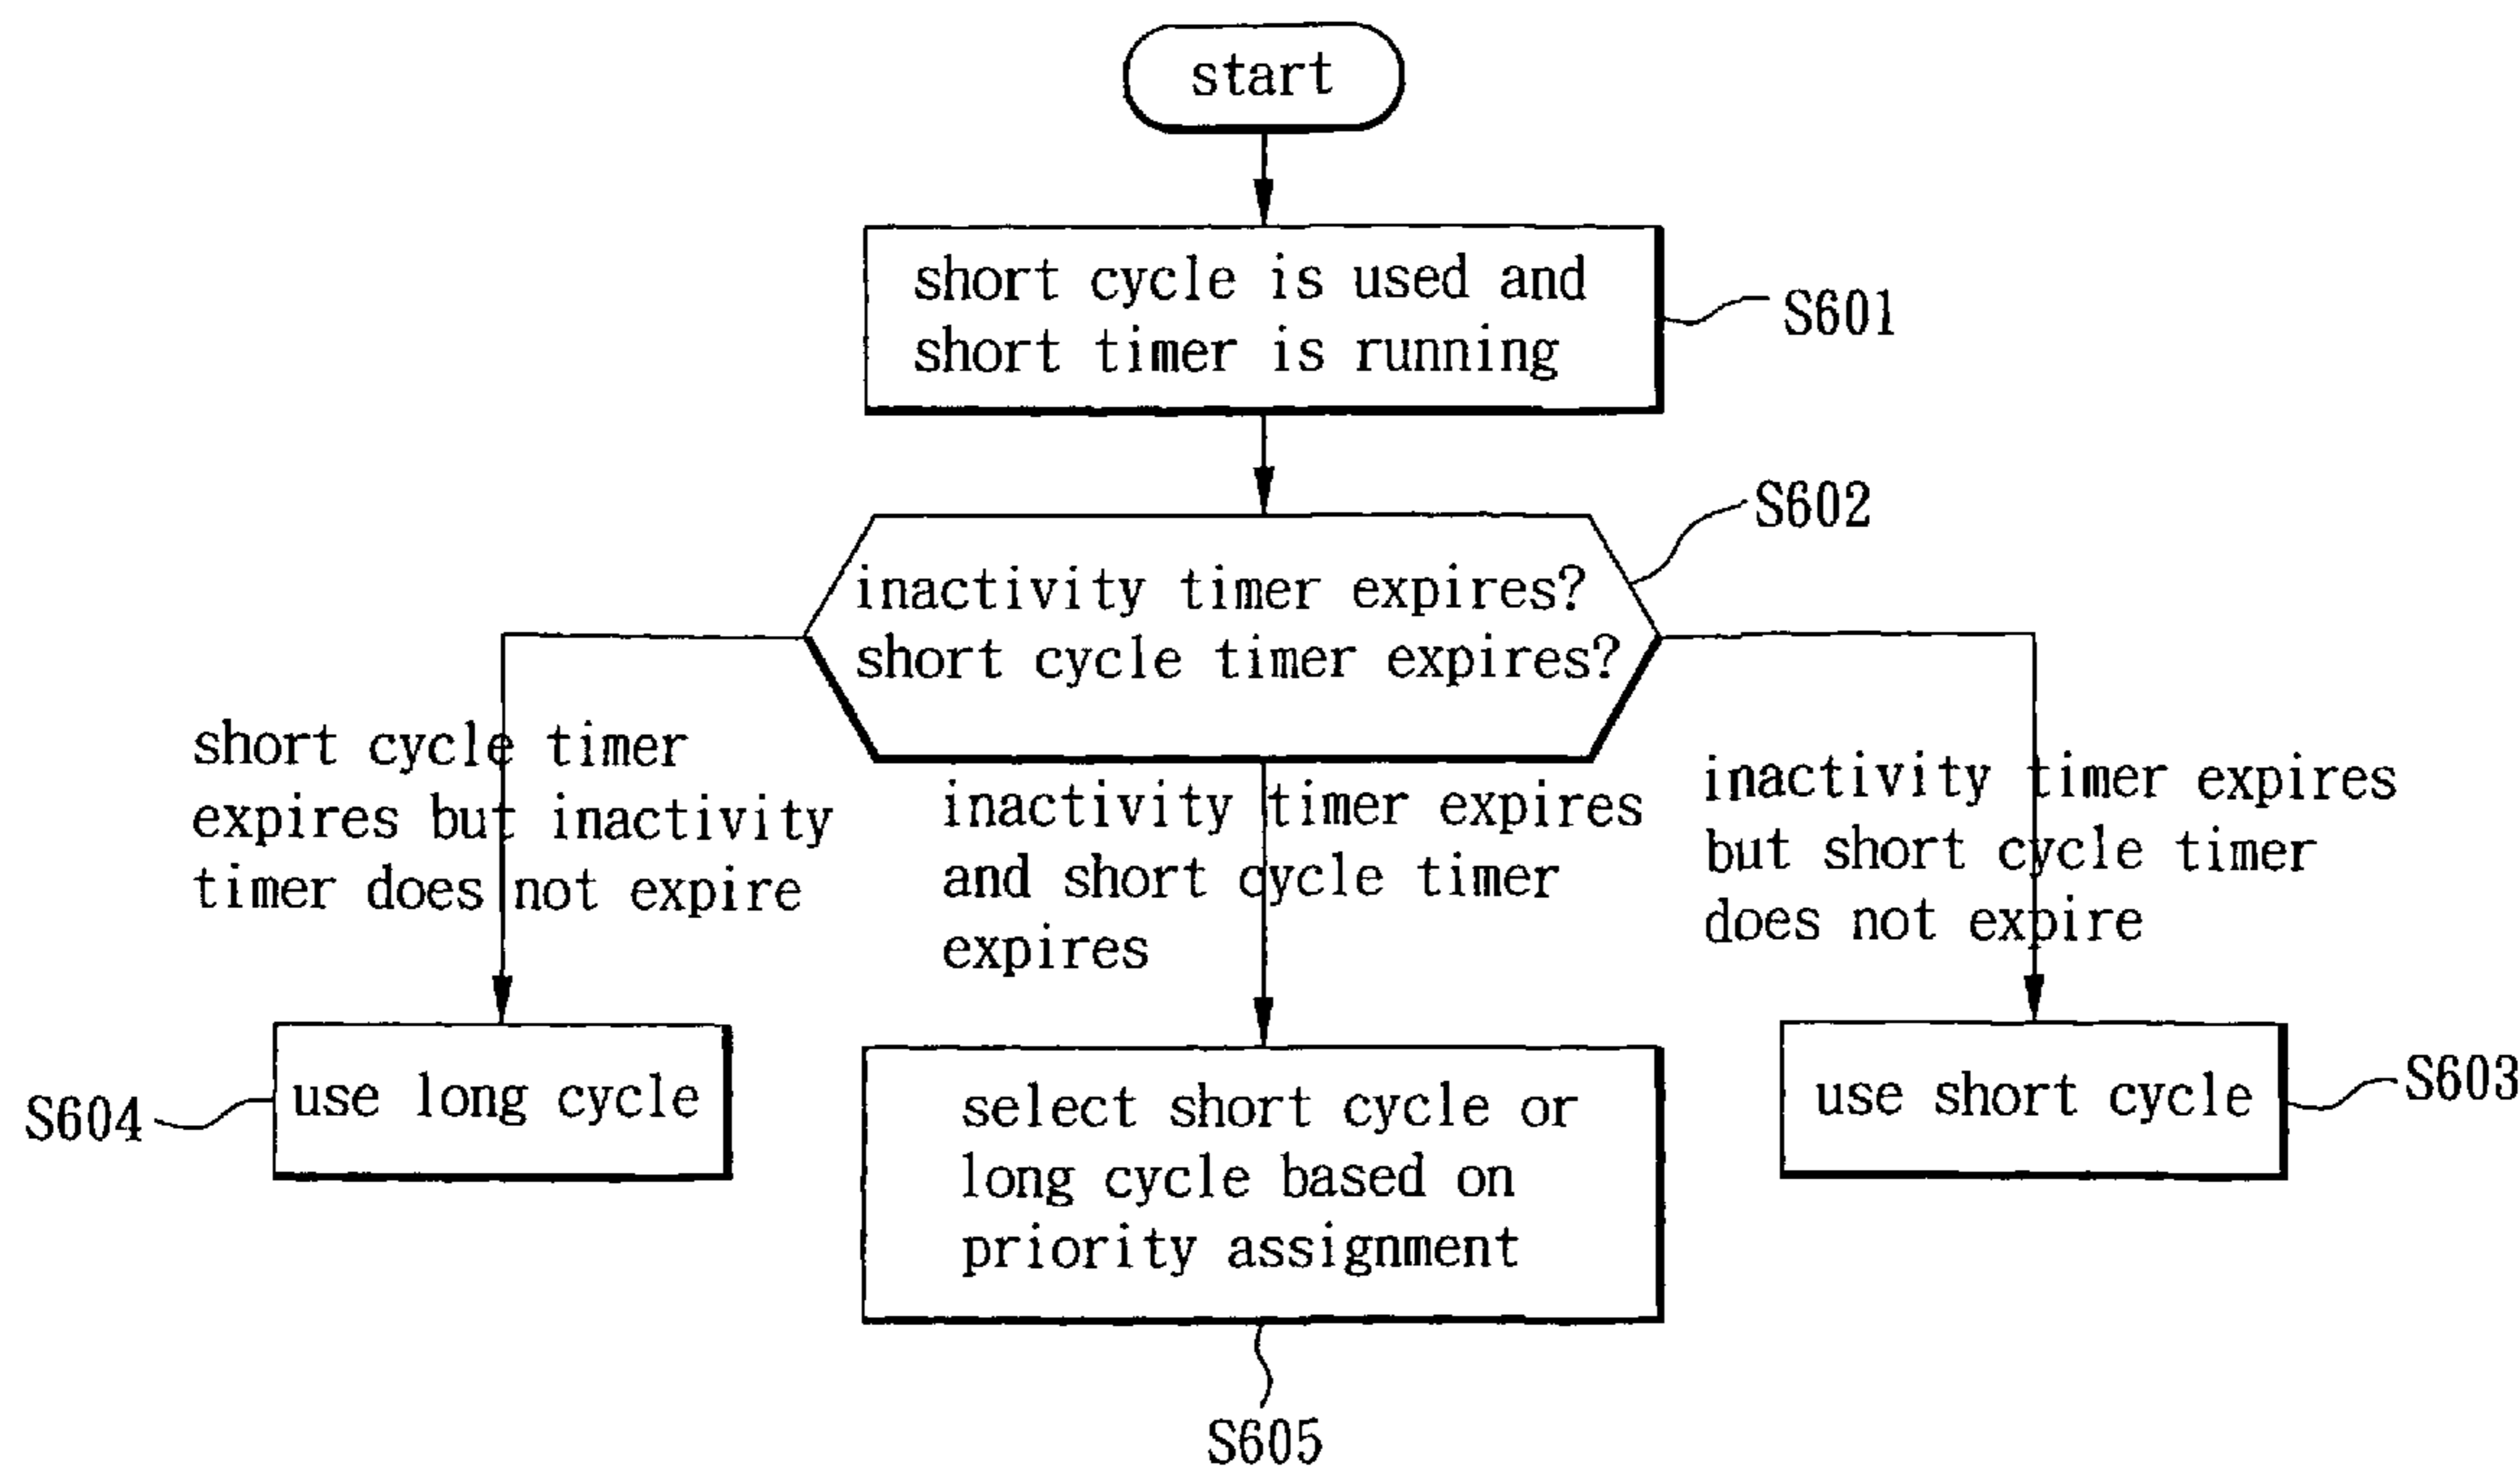 start
short cycle is used and
short timer is running
S601
S602
inactivity timer expires?
short cycle timer expires?
short cycle timer
expires but inactivity
timer does not expire
inactivity timer expires
and short cycle timer
expires
inactivity timer expires
but short cycle timer
does not expire
S604
use long cycle
select short cycle or
long cycle based on
priority assignment
use short cycle
S603
S605